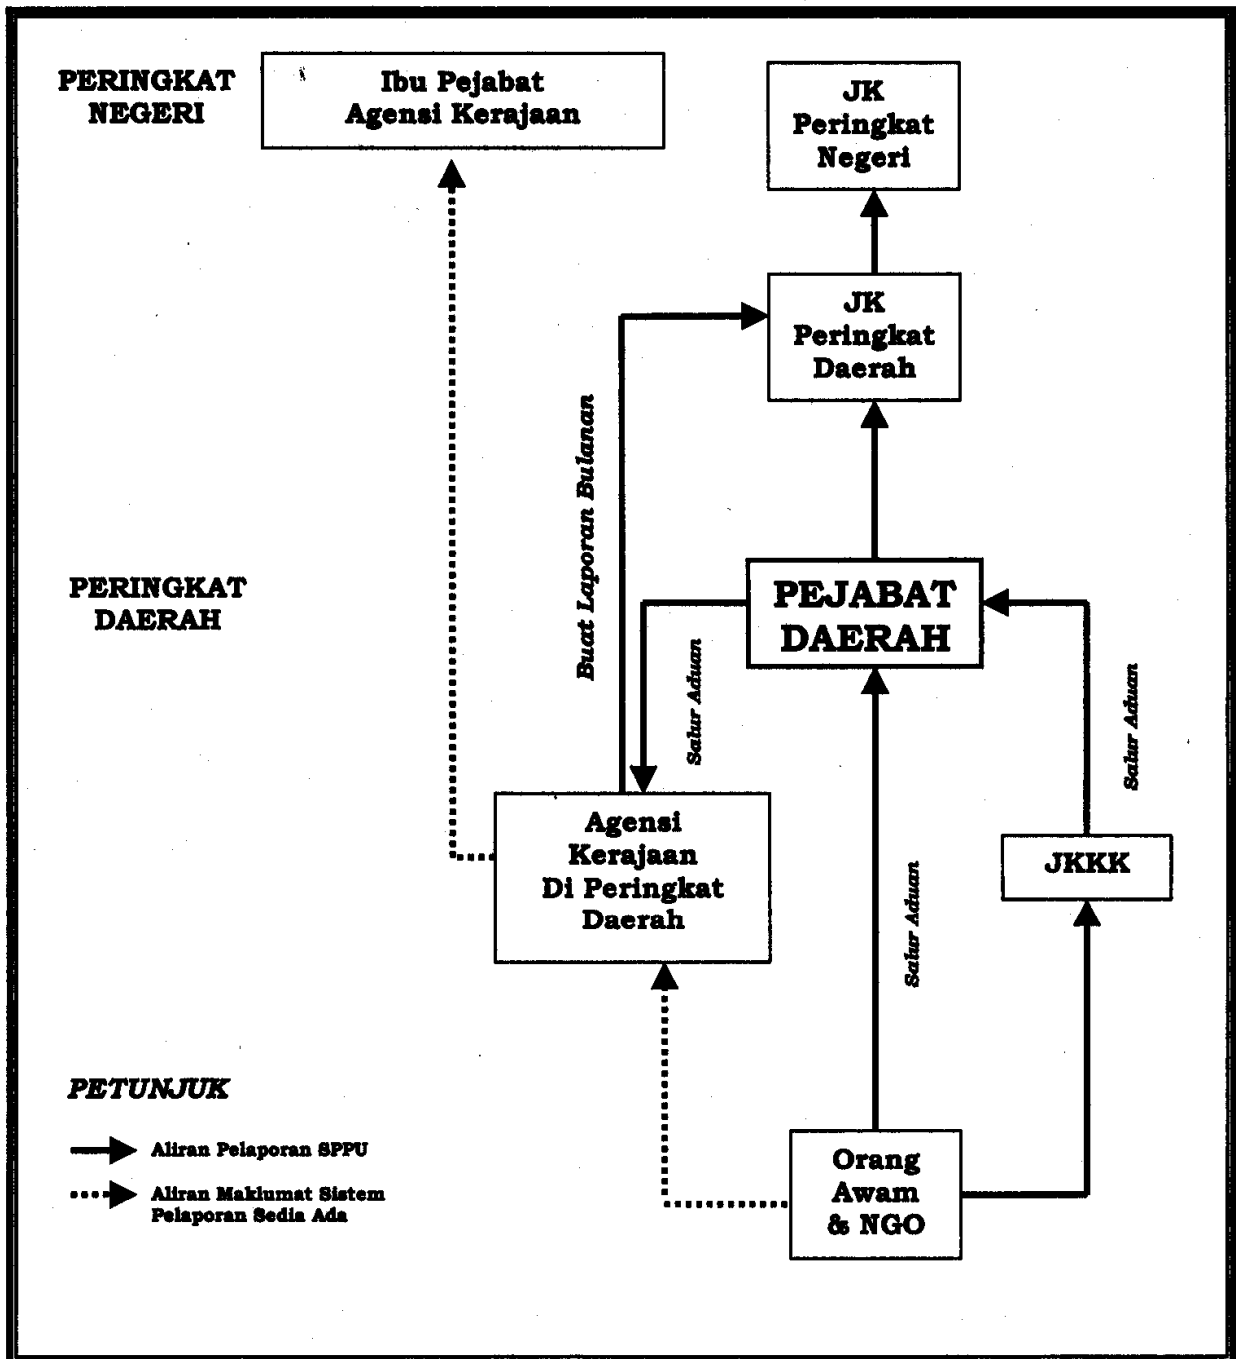 PERINGKAT
NEGERI
Ibu Pejabat
Agensi Kerajaan
JK
Peringkat
Negeri
JK
Peringkat
Daerah
Buat Laporan Bulanan
PERINGKAT
DAERAH
PEJABAT
DAERAH
Salur Aduan
Salur Aduan
Agensi
Kerajaan
Di Peringkat
Daerah
JKKK
Salur Aduan
PETUNJUK
Aliran Pelaporan SPPU
Aliran Maklumat Sistem
Pelaporan Sedia Ada
Orang
Awam
& NGO